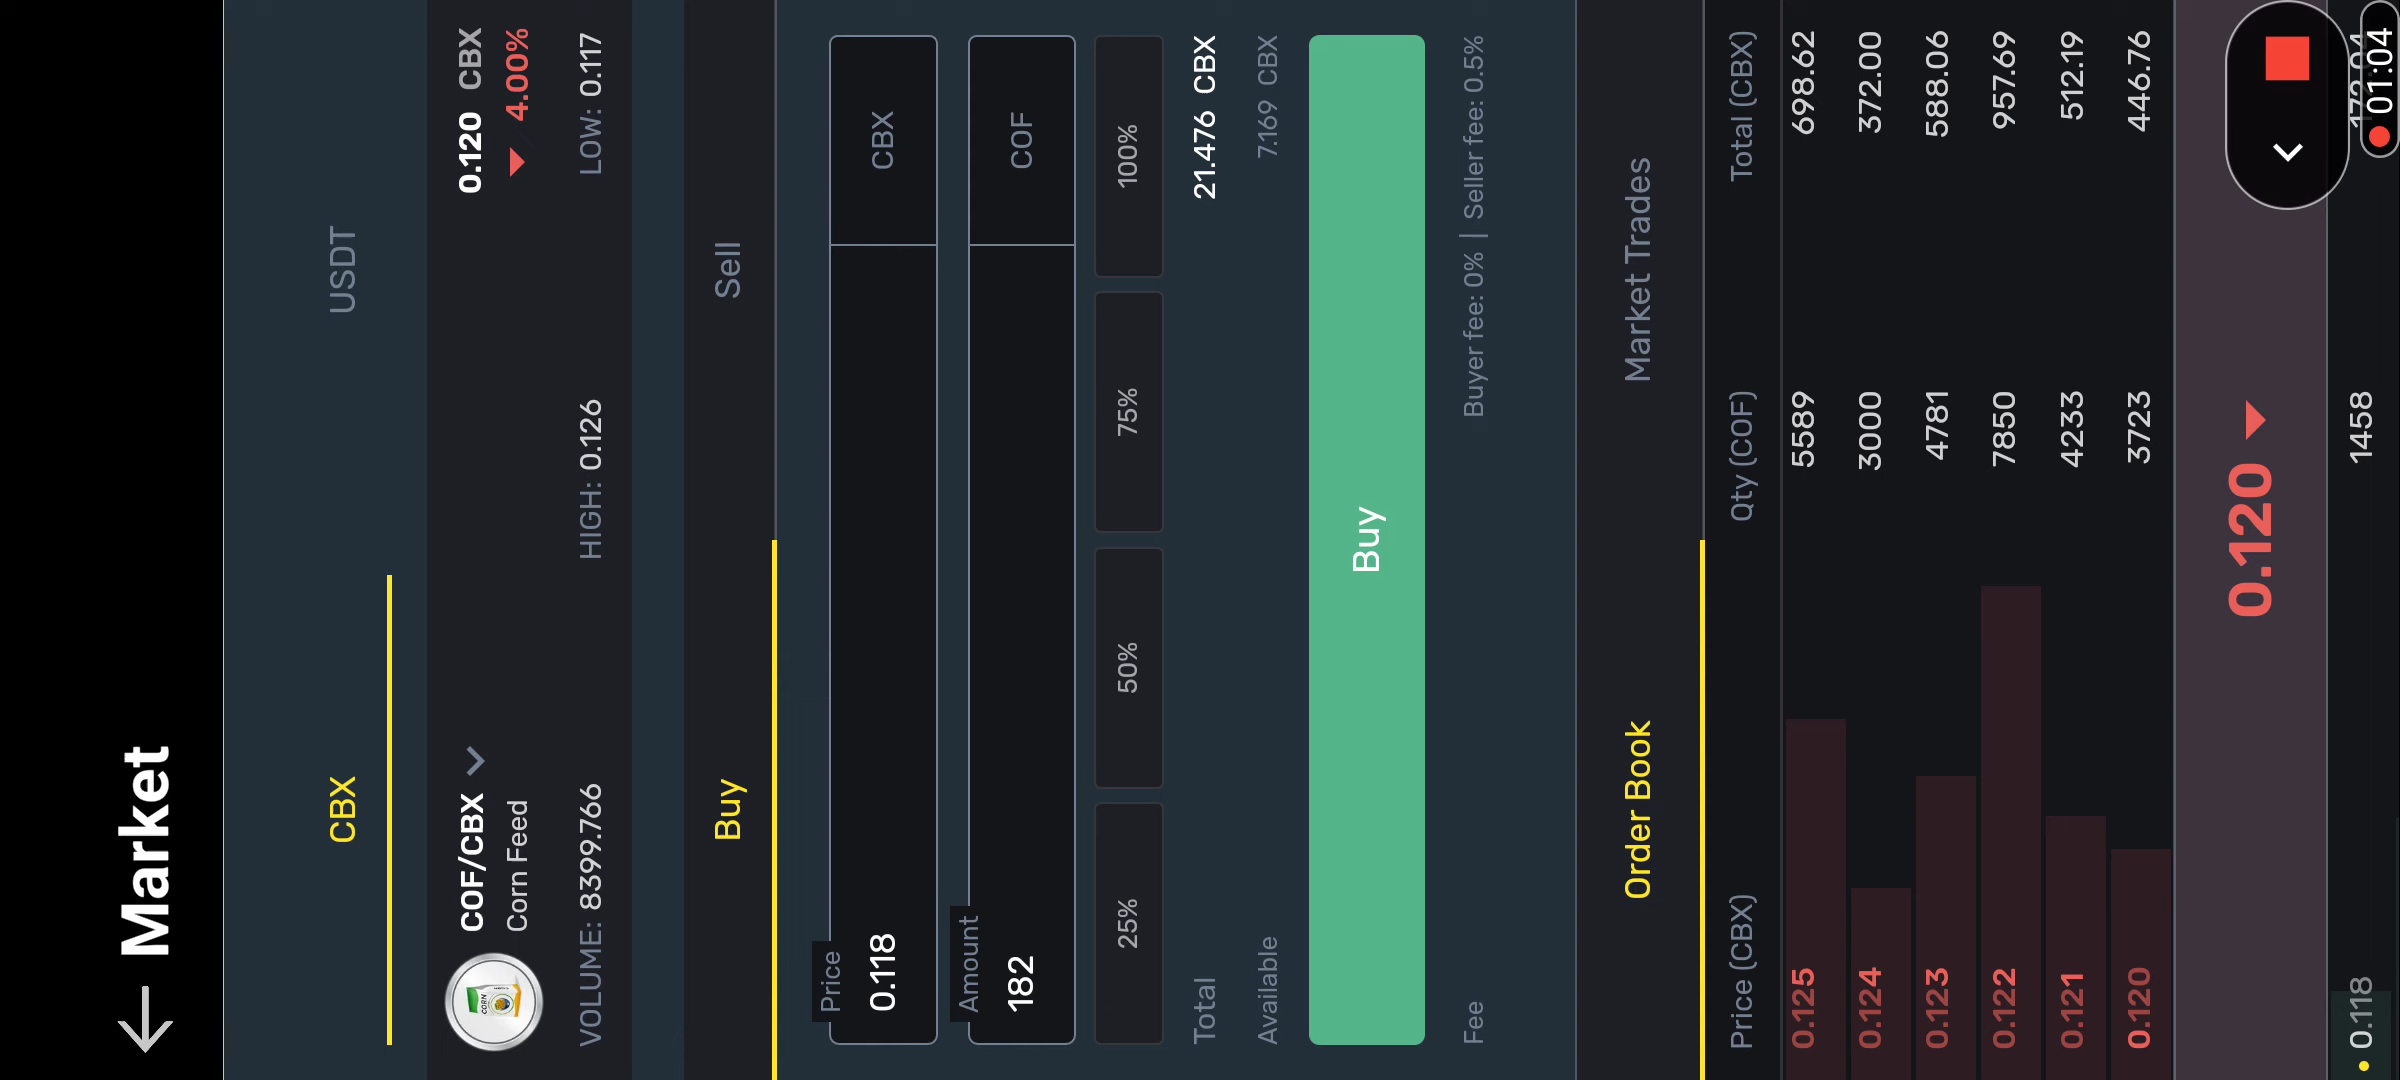 Market
CBX USDT
COF/CBX 0.120 CBX
Corn Feed 4.00%
VOLUME: 8399.766 HIGH: 0.126 LOW: 0.117
Buy Sell
Price
0.118 CBX
Amount
182 COF
25% 50% 75% 100%
Total 21.476 CBX
Available 7.169 CBX
Buy
Fee Buyer fee: 0% | Seller fee: 0.5%
Order Book Market Trades
Price (CBX) Qty (COF) Total (CBX)
0.125 5589 698.62
0.124 3000 372.00
0.123 4781 588.06
0.122 7850 957.69
0.121 4233 512.19
0.120 3723 446.76
0.120
0.118 1458
01:04